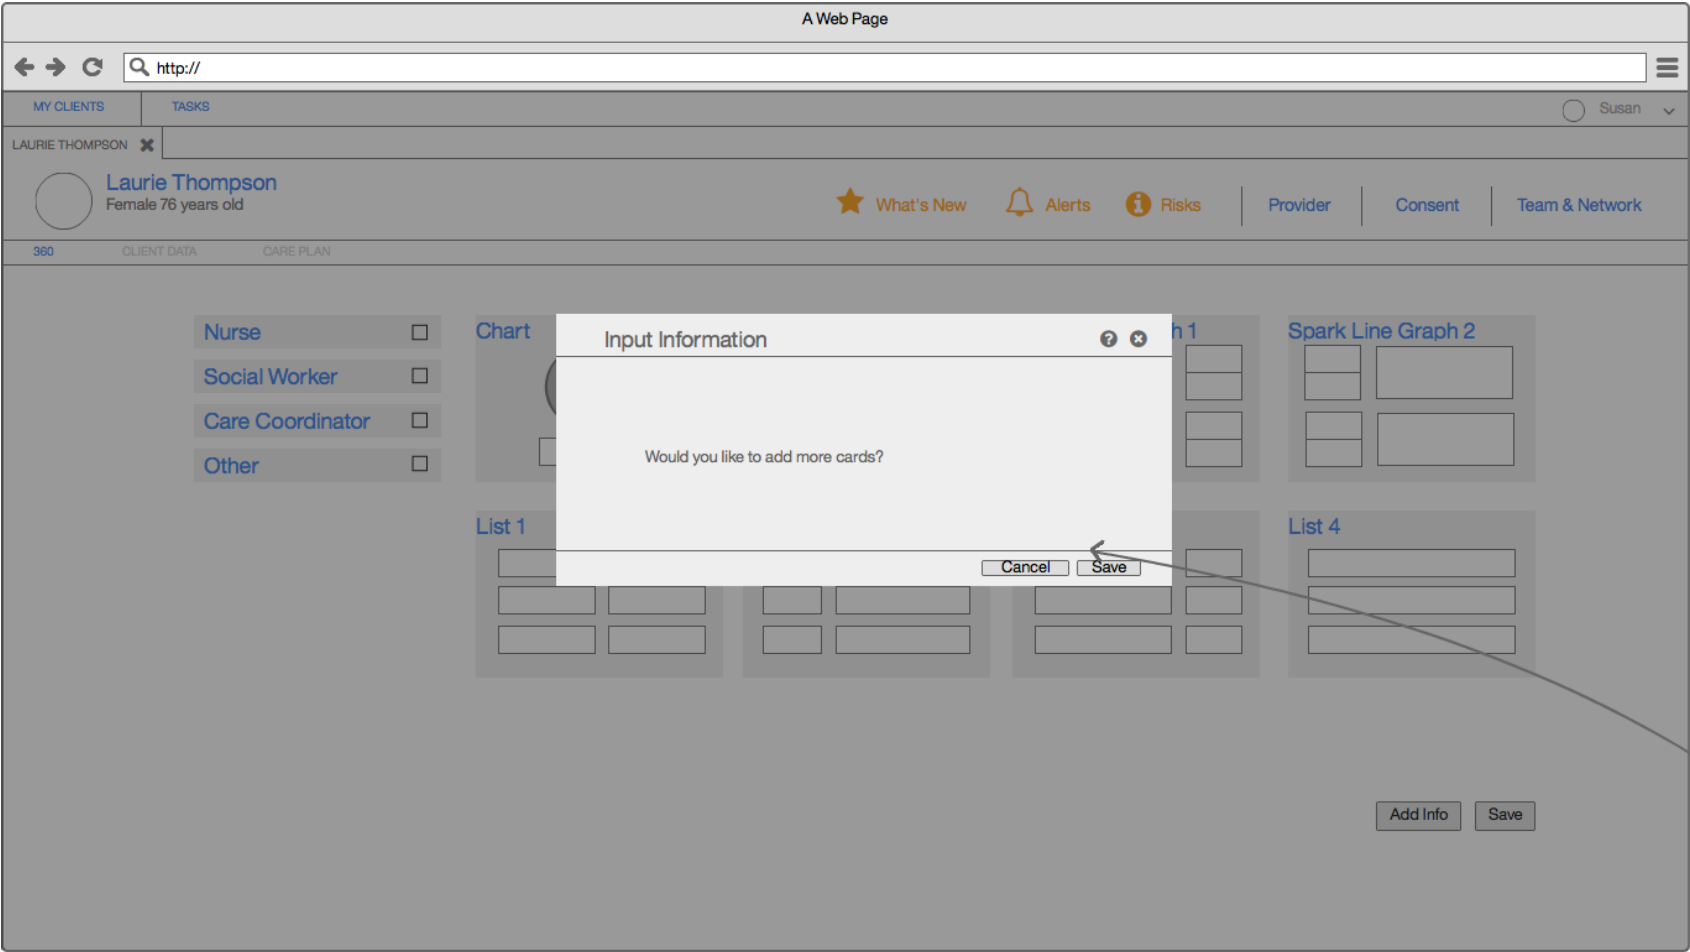 A Web Page
http://
MY CLIENTS TASKS Susan
LAURIE THOMPSON
Laurie Thompson
Female 76 years old
What's New Alerts Risks Provider Consent Team & Network
360 CLIENT DATA CARE PLAN
Nurse
Social Worker
Care Coordinator
Other
Chart
h 1
Spark Line Graph 2
Input Information
Would you like to add more cards?
Cancel Save
List 1
List 4
Add Info Save